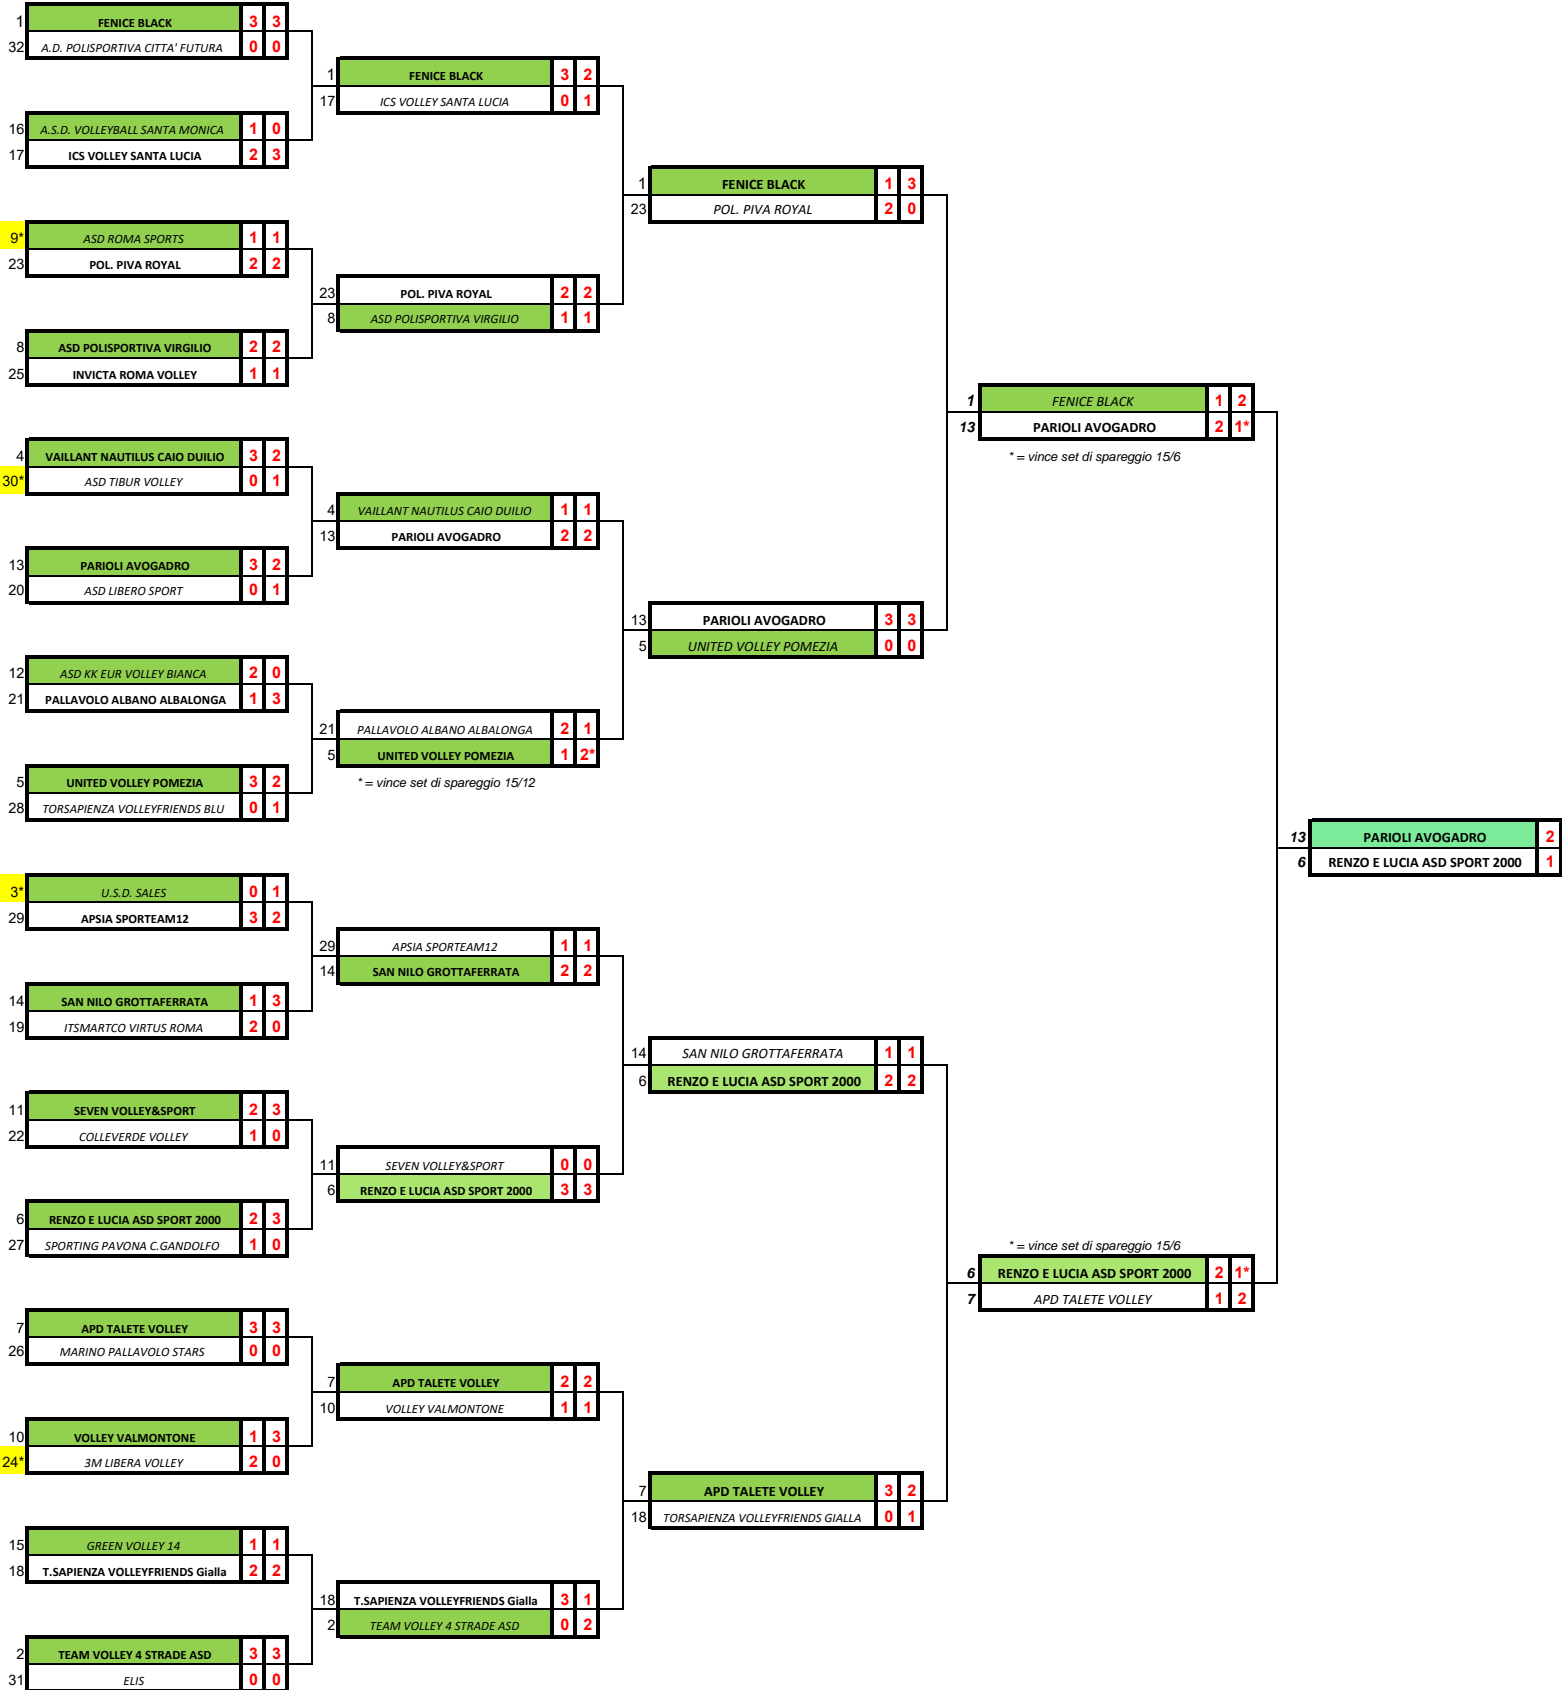 1 FENICE BLACK 3 3
32 A.D. POLISPORTIVA CITTA' FUTURA 0 0
16 A.S.D. VOLLEYBALL SANTA MONICA 1 0
17 ICS VOLLEY SANTA LUCIA 2 3
9* ASD ROMA SPORTS 1 1
23 POL. PIVA ROYAL 2 2
8 ASD POLISPORTIVA VIRGILIO 2 2
25 INVICTA ROMA VOLLEY 1 1
4 VAILLANT NAUTILUS CAIO DUILIO 3 2
30* ASD TIBUR VOLLEY 0 1
13 PARIOLI AVOGADRO 3 2
20 ASD LIBERO SPORT 0 1
12 ASD KK EUR VOLLEY BIANCA 2 0
21 PALLAVOLO ALBANO ALBALONGA 1 3
5 UNITED VOLLEY POMEZIA 3 2
28 TORSAPIENZA VOLLEYFRIENDS BLU 0 1
3* U.S.D. SALES 0 1
29 APSIA SPORTEAM12 3 2
14 SAN NILO GROTTAFERRATA 1 3
19 ITSMARTCO VIRTUS ROMA 2 0
11 SEVEN VOLLEY&SPORT 2 3
22 COLLEVERDE VOLLEY 1 0
6 RENZO E LUCIA ASD SPORT 2000 2 3
27 SPORTING PAVONA C.GANDOLFO 1 0
7 APD TALETE VOLLEY 3 3
26 MARINO PALLAVOLO STARS 0 0
10 VOLLEY VALMONTONE 1 3
24* 3M LIBERA VOLLEY 2 0
15 GREEN VOLLEY 14 1 1
18 T.SAPIENZA VOLLEYFRIENDS Gialla 2 2
2 TEAM VOLLEY 4 STRADE ASD 3 3
31 ELIS 0 0
1 FENICE BLACK 3 2
17 ICS VOLLEY SANTA LUCIA 0 1
23 POL. PIVA ROYAL 2 2
8 ASD POLISPORTIVA VIRGILIO 1 1
4 VAILLANT NAUTILUS CAIO DUILIO 1 1
13 PARIOLI AVOGADRO 2 2
21 PALLAVOLO ALBANO ALBALONGA 2 1
5 UNITED VOLLEY POMEZIA 1 2*
* = vince set di spareggio 15/12
29 APSIA SPORTEAM12 1 1
14 SAN NILO GROTTAFERRATA 2 2
11 SEVEN VOLLEY&SPORT 0 0
6 RENZO E LUCIA ASD SPORT 2000 3 3
7 APD TALETE VOLLEY 2 2
10 VOLLEY VALMONTONE 1 1
18 T.SAPIENZA VOLLEYFRIENDS Gialla 3 1
2 TEAM VOLLEY 4 STRADE ASD 0 2
1 FENICE BLACK 1 3
23 POL. PIVA ROYAL 2 0
13 PARIOLI AVOGADRO 3 3
5 UNITED VOLLEY POMEZIA 0 0
14 SAN NILO GROTTAFERRATA 1 1
6 RENZO E LUCIA ASD SPORT 2000 2 2
7 APD TALETE VOLLEY 3 2
18 TORSAPIENZA VOLLEYFRIENDS GIALLA 0 1
1 FENICE BLACK 1 2
13 PARIOLI AVOGADRO 2 1*
* = vince set di spareggio 15/6
* = vince set di spareggio 15/6
6 RENZO E LUCIA ASD SPORT 2000 2 1*
7 APD TALETE VOLLEY 1 2
13 PARIOLI AVOGADRO 2
6 RENZO E LUCIA ASD SPORT 2000 1